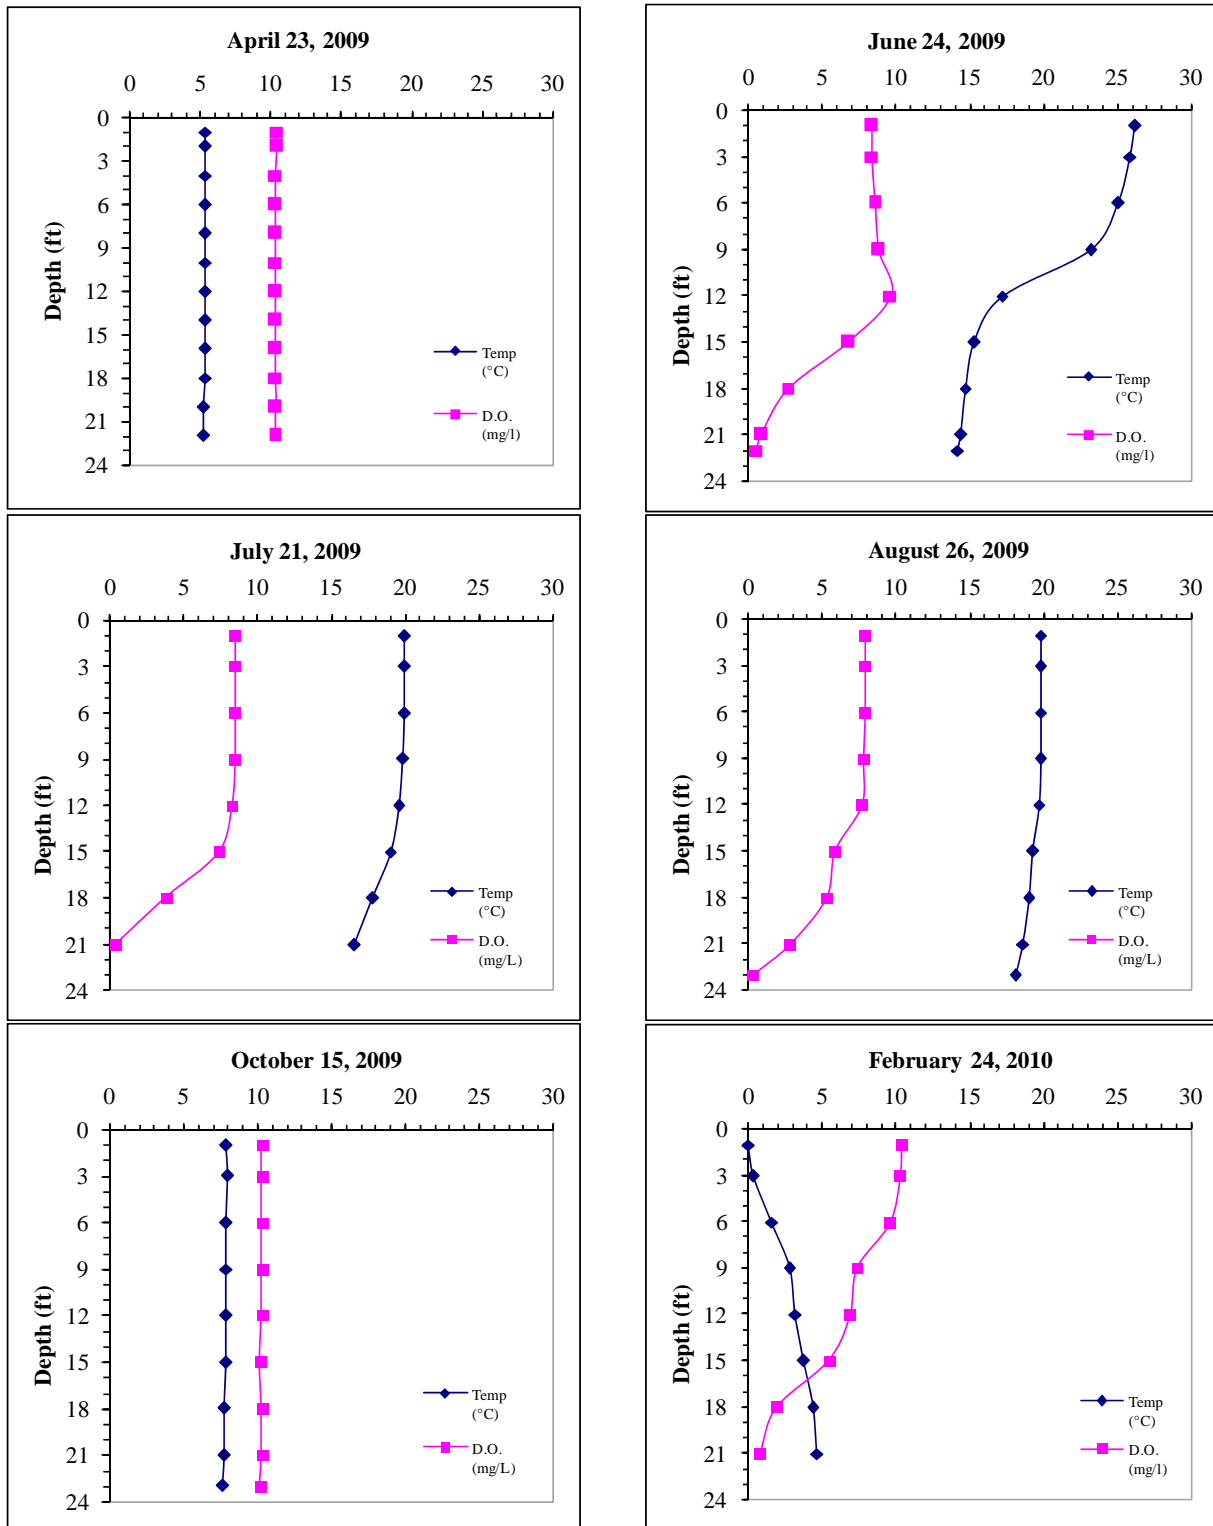 April 23, 2009
0 5 10 15 20 25 30
0
3
6
9
12
15
18
21
24
Depth (ft)
Temp
(°C)
D.O.
(mg/l)
June 24, 2009
0 5 10 15 20 25 30
0
3
6
9
12
15
18
21
24
Depth (ft)
Temp
(°C)
D.O.
(mg/l)
July 21, 2009
0 5 10 15 20 25 30
0
3
6
9
12
15
18
21
24
Depth (ft)
Temp
(°C)
D.O.
(mg/L)
August 26, 2009
0 5 10 15 20 25 30
0
3
6
9
12
15
18
21
24
Depth (ft)
Temp
(°C)
D.O.
(mg/L)
October 15, 2009
0 5 10 15 20 25 30
0
3
6
9
12
15
18
21
24
Depth (ft)
Temp
(°C)
D.O.
(mg/L)
February 24, 2010
0 5 10 15 20 25 30
0
3
6
9
12
15
18
21
24
Depth (ft)
Temp
(°C)
D.O.
(mg/l)